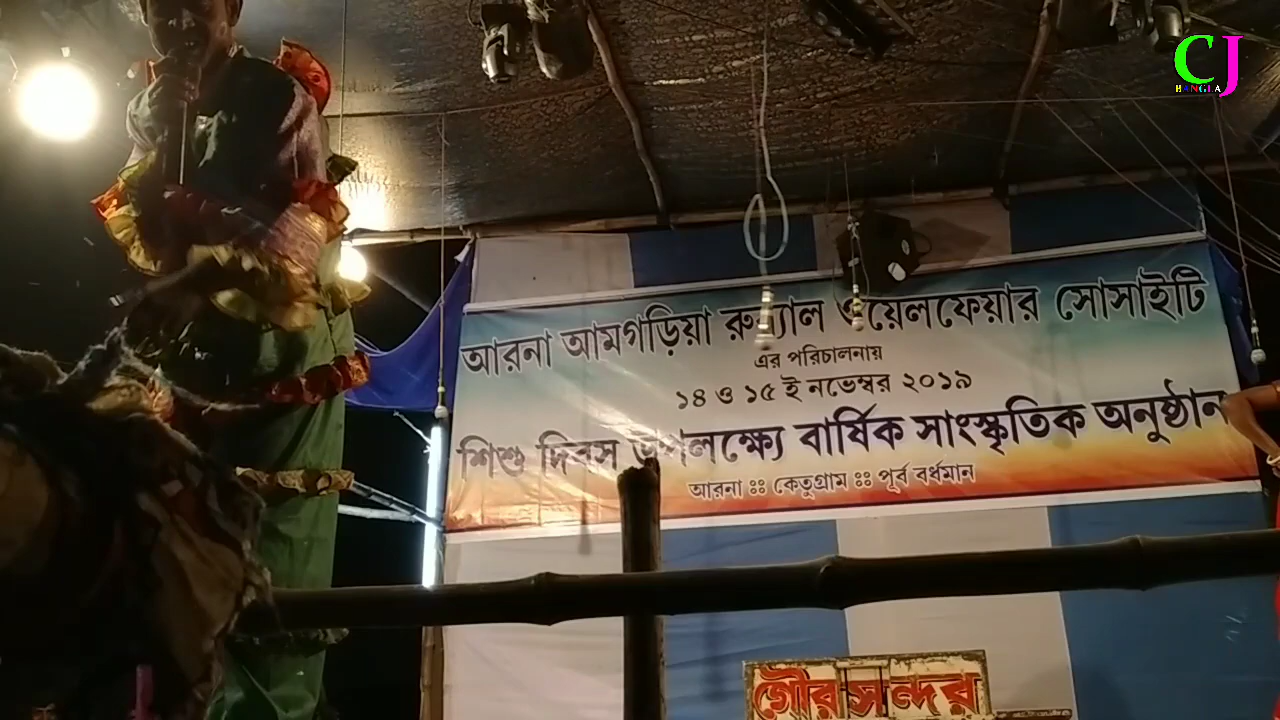 CJ
BANGLA
আরনা আমগড়িয়া রুর‍্যাল ওয়েলফেয়ার সোসাইটি
এর পরিচালনায়
১৪ ও ১৫ ই নভেম্বর ২০১৯
শিশু দিবস উপলক্ষ্যে বার্ষিক সাংস্কৃতিক অনুষ্ঠান
আরনা ঃঃ কেতুগ্রাম ঃঃ পূর্ব বর্ধমান
গৌরসুন্দর